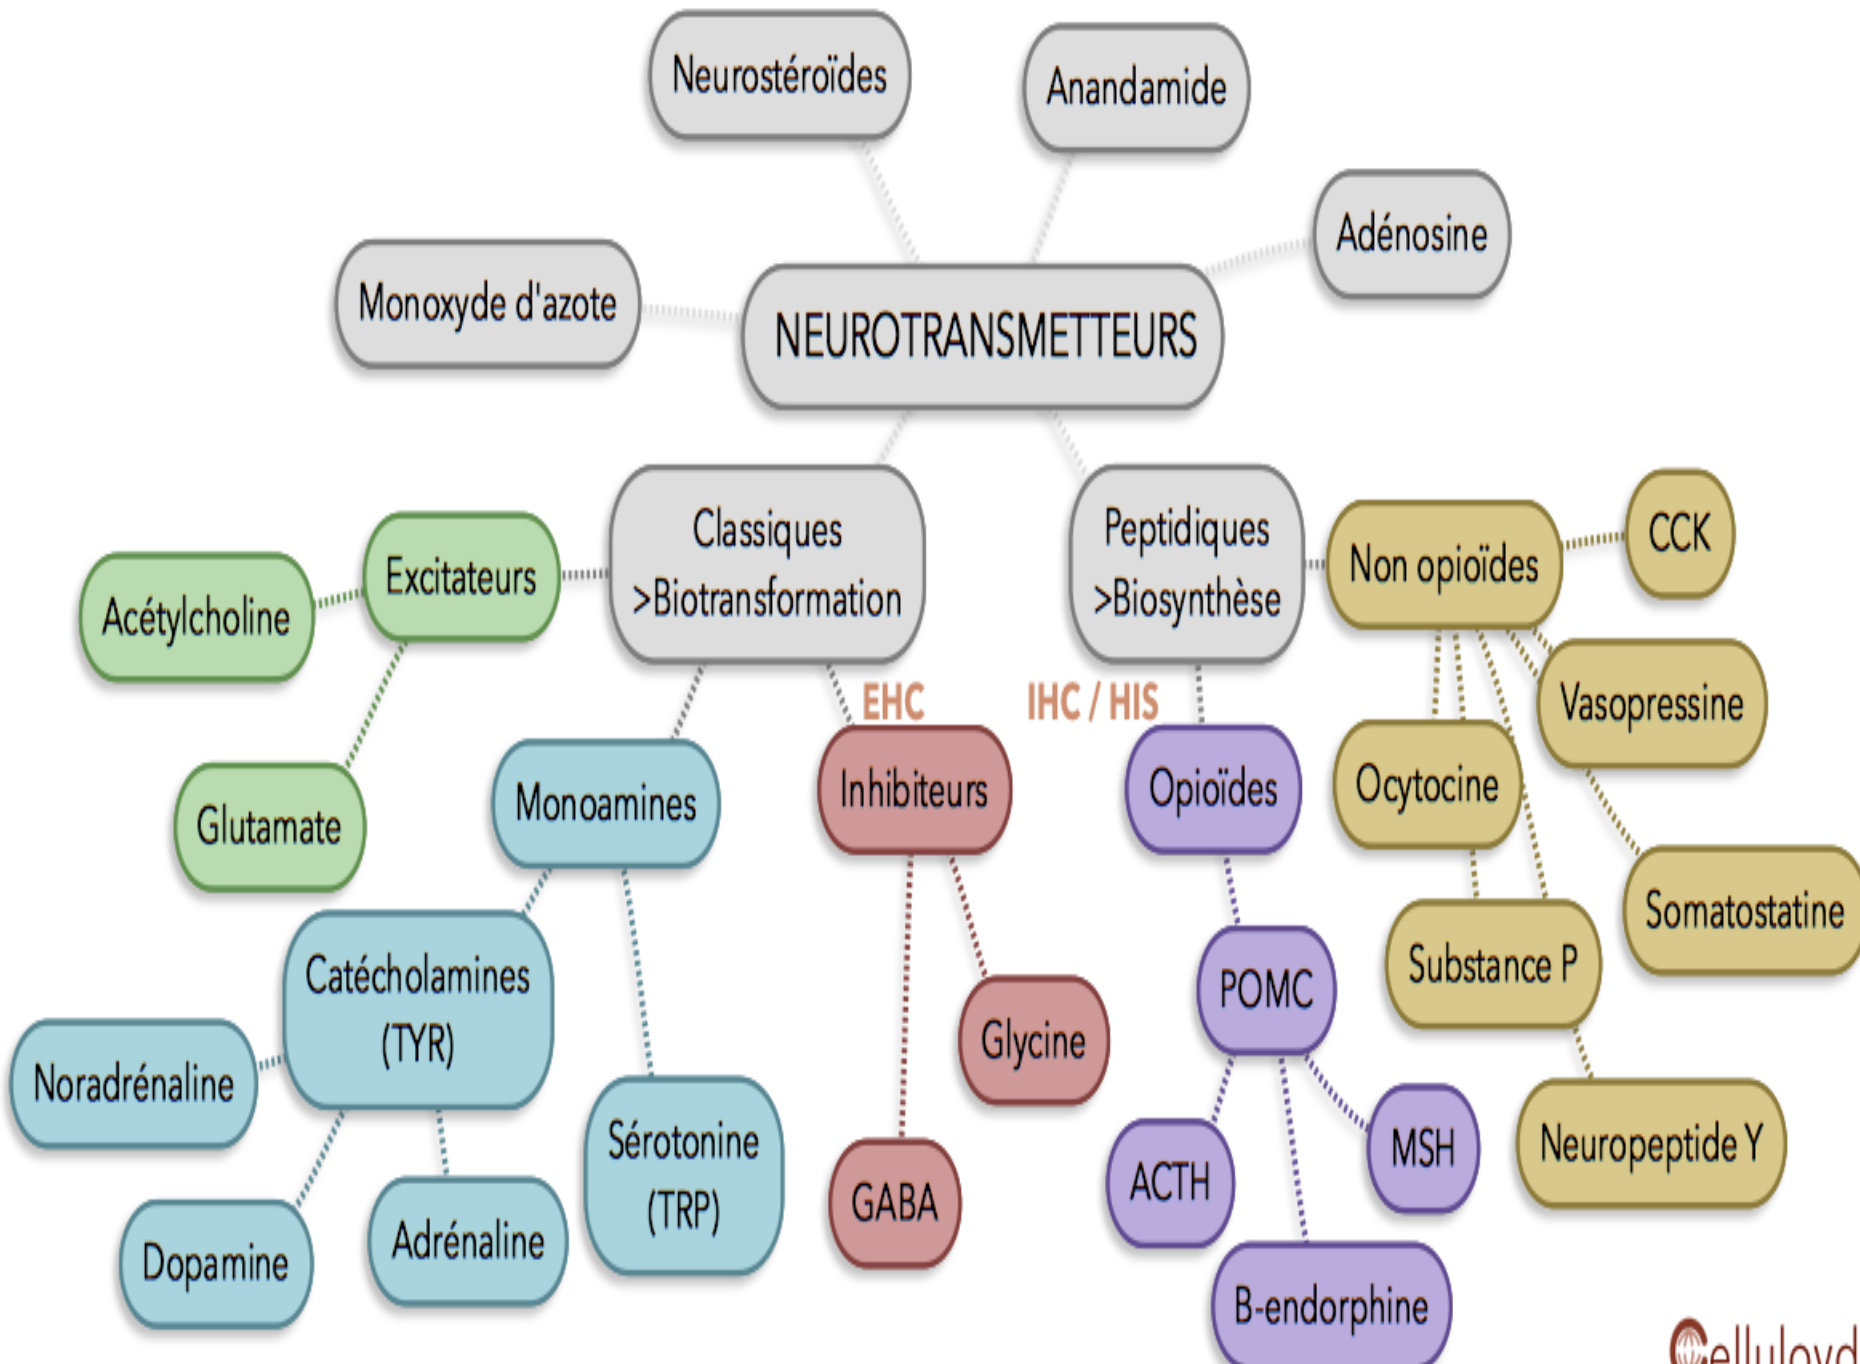 Neurostéroïdes
Anandamide
Adénosine
Monoxyde d'azote
NEUROTRANSMETTEURS
Classiques
>Biotransformation
Peptidiques
>Biosynthèse
Non opioïdes
CCK
Excitateurs
Acétylcholine
EHC
IHC / HIS
Vasopressine
Glutamate
Monoamines
Inhibiteurs
Opioïdes
Ocytocine
Somatostatine
Catécholamines
(TYR)
Substance P
POMC
Glycine
Noradrénaline
Sérotonine
(TRP)
Neuropeptide Y
MSH
ACTH
GABA
Dopamine
Adrénaline
B-endorphine
Celluloyd